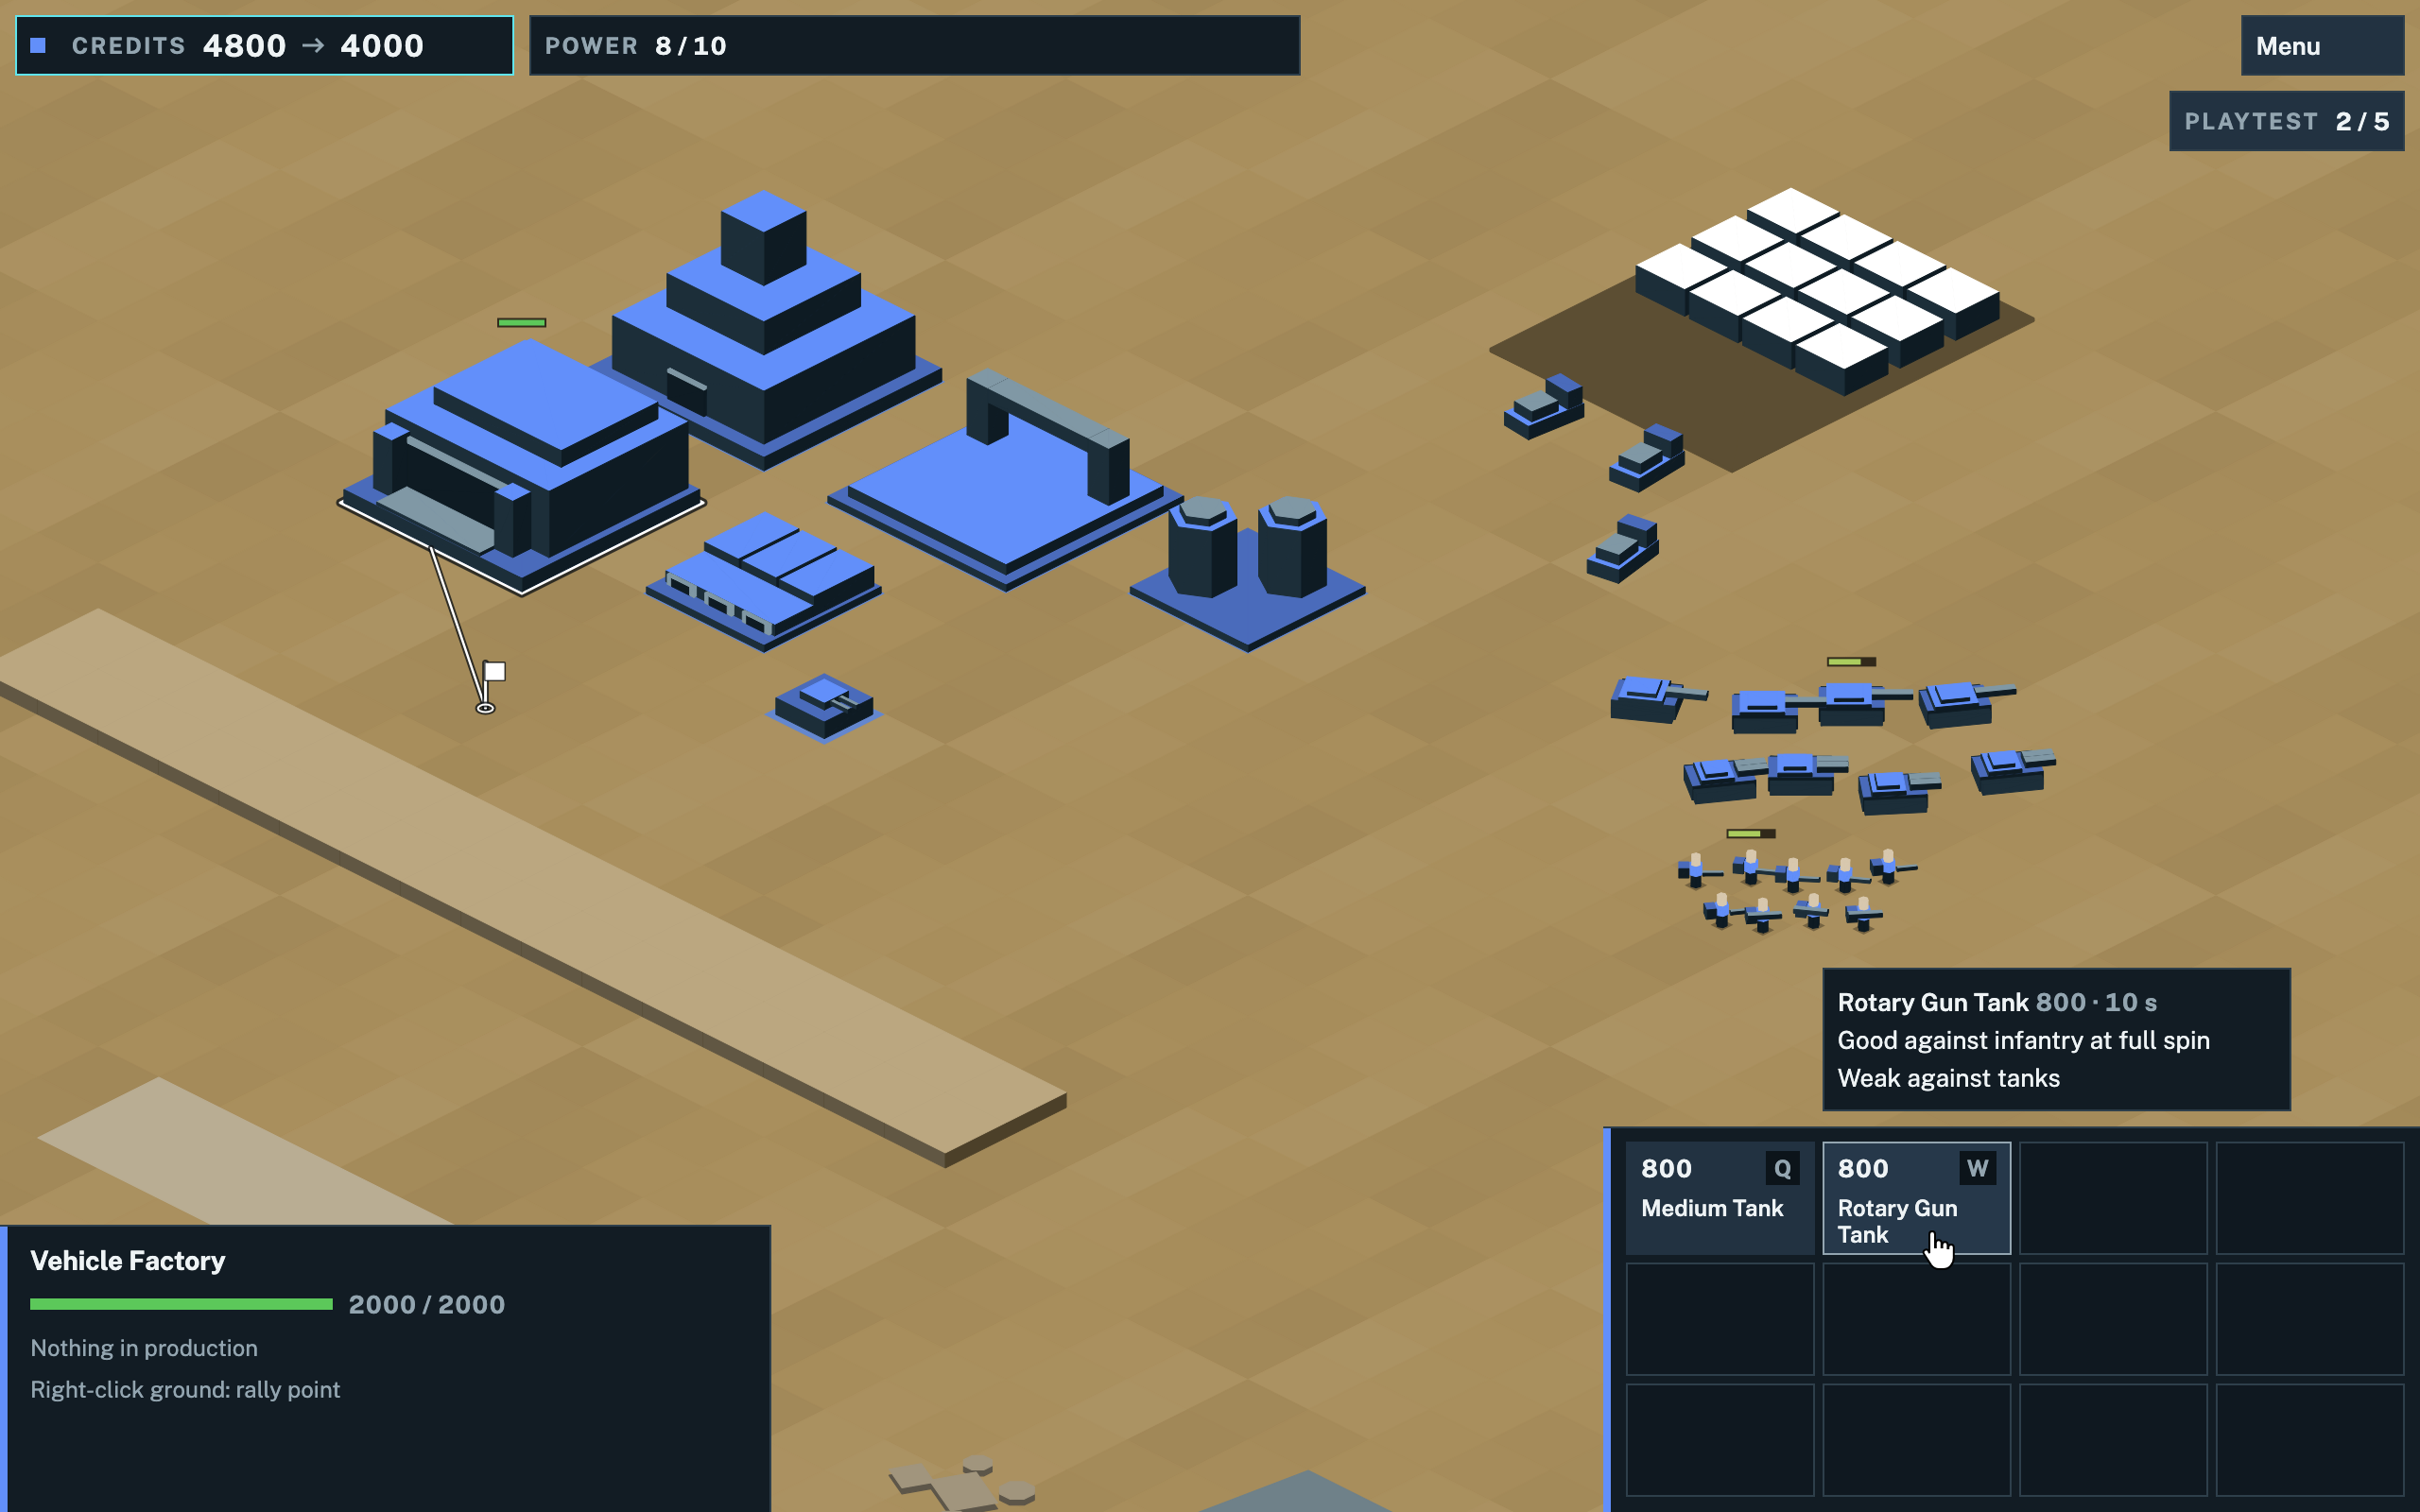 CREDITS 4800 → 4000
POWER 8/10
Menu
PLAYTEST 2/5
Rotary Gun Tank 800 · 10 s
Good against infantry at full spin
Weak against tanks
800 Q
Medium Tank
800 W
Rotary Gun
Tank
Vehicle Factory
2000 / 2000
Nothing in production
Right-click ground: rally point